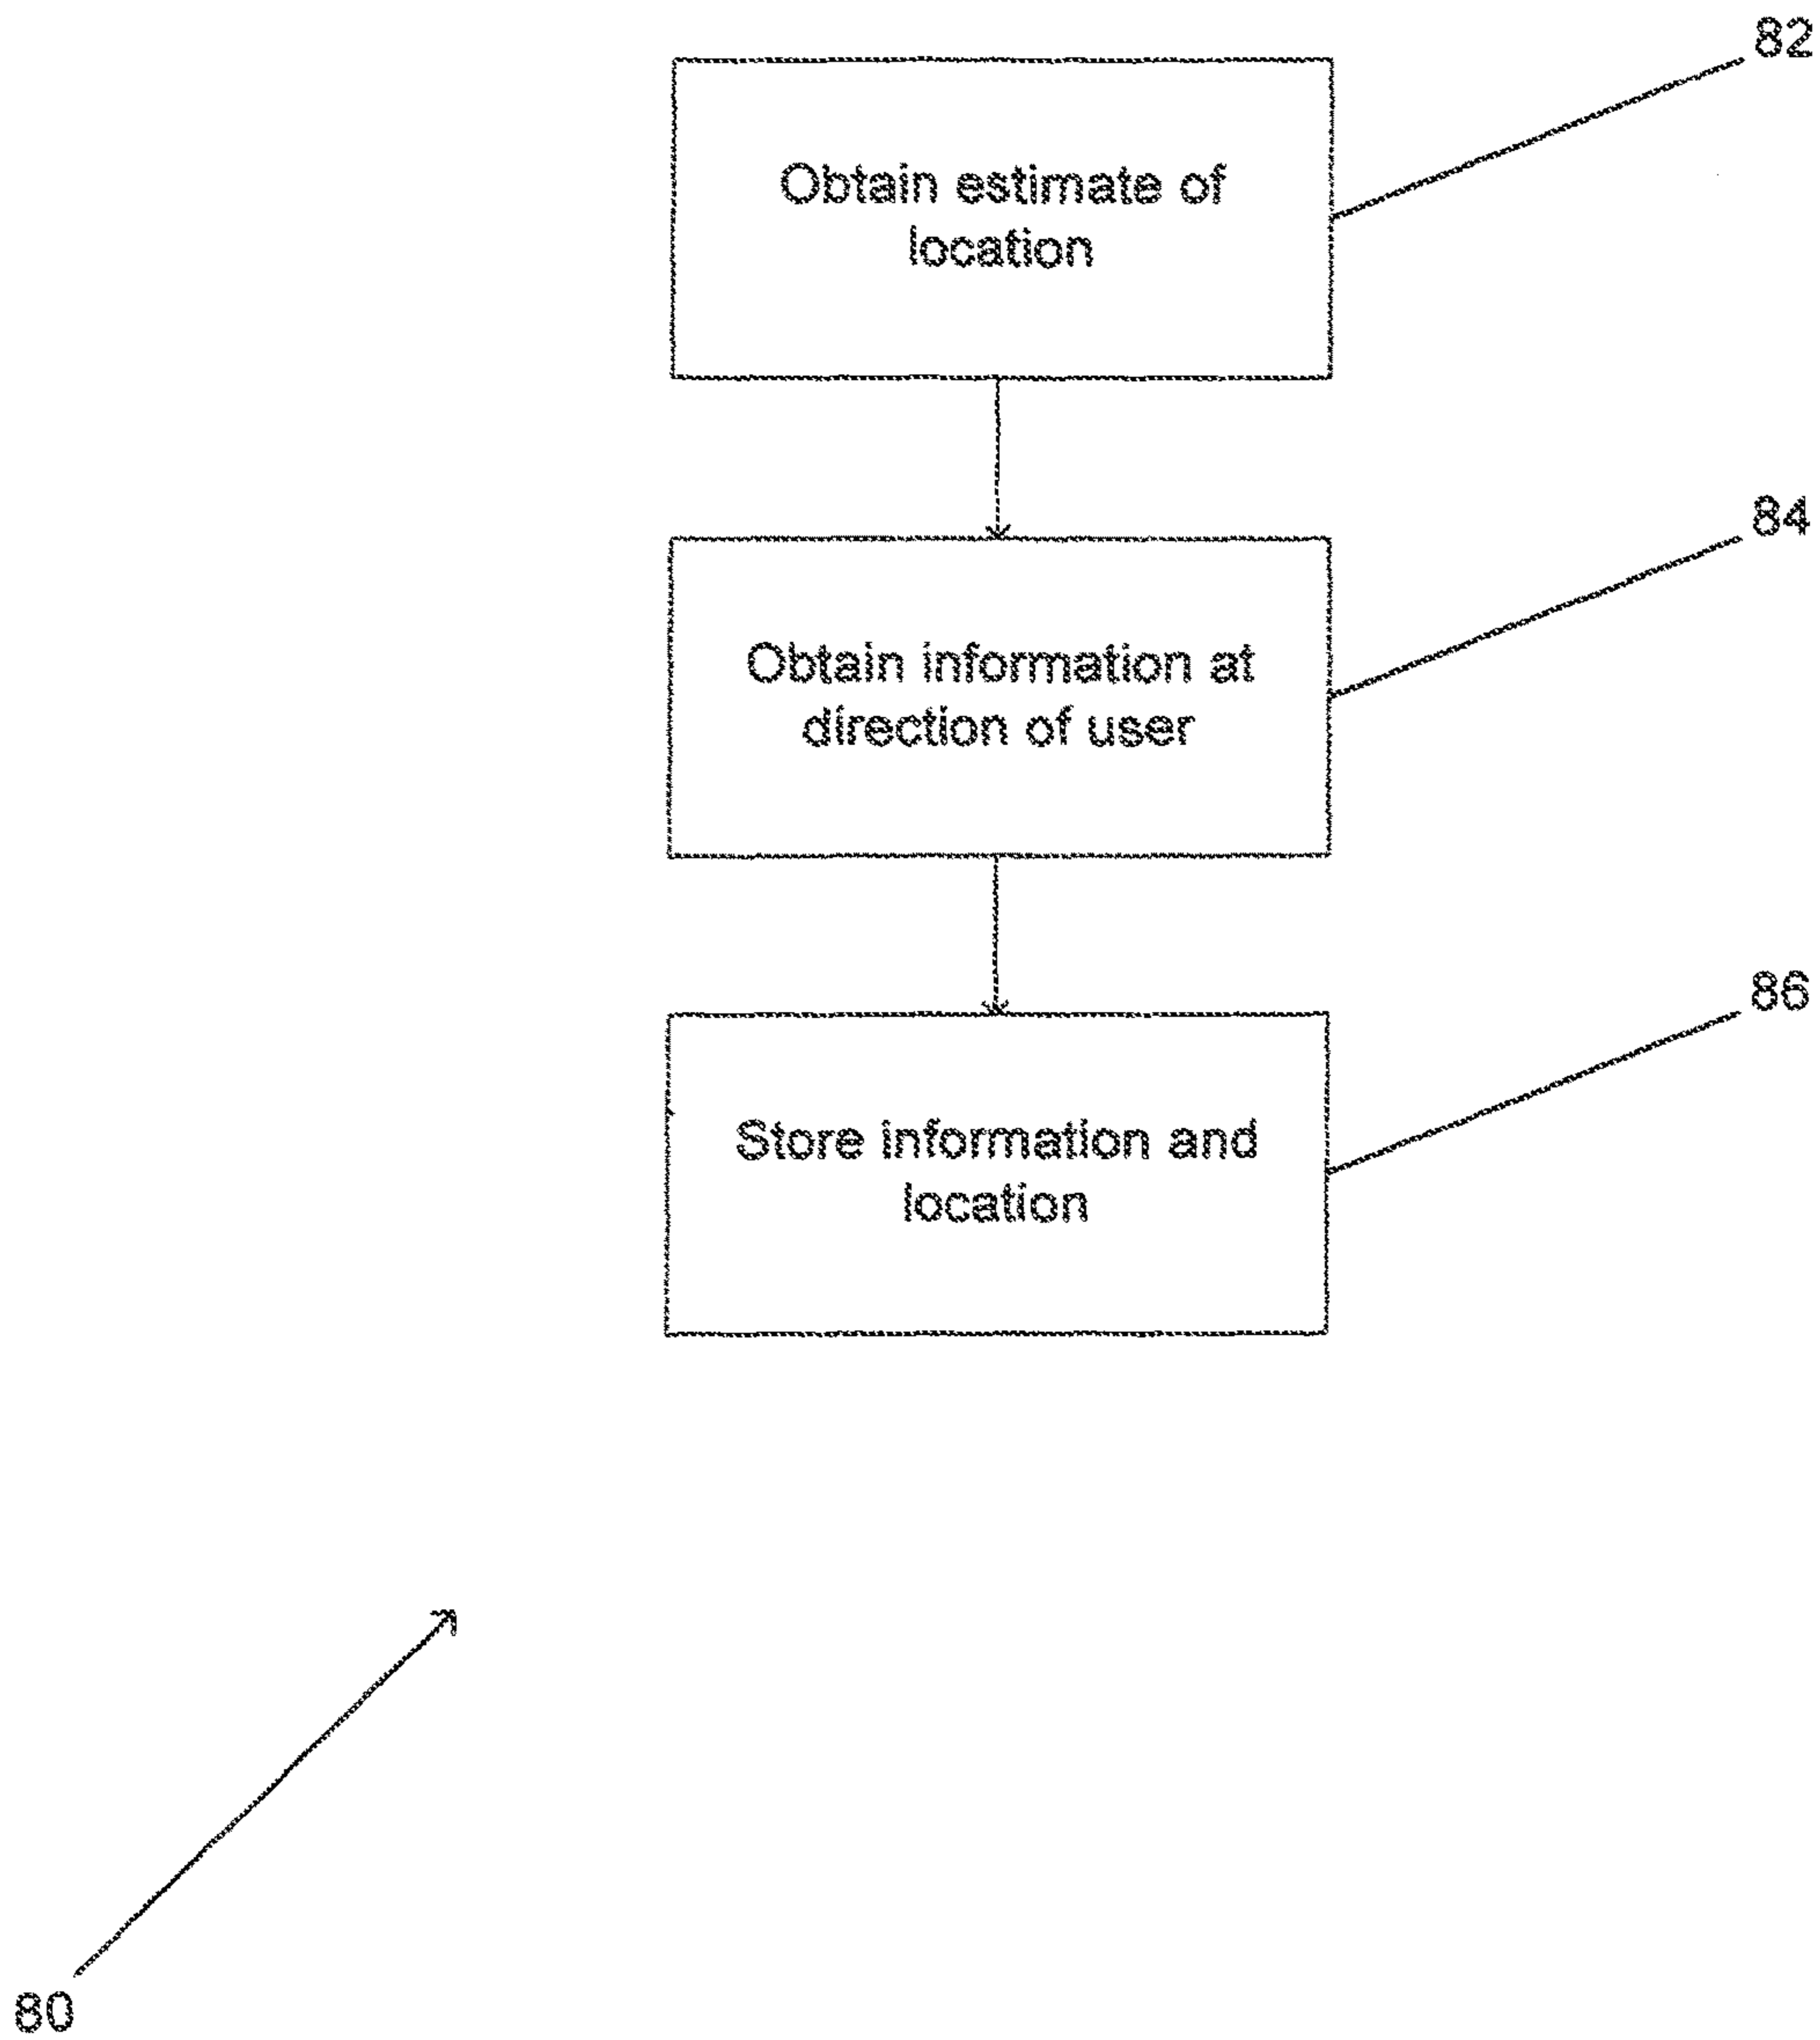 82
Obtain estimate of
location
84
Obtain information at
direction of user
86
Store information and
location
80